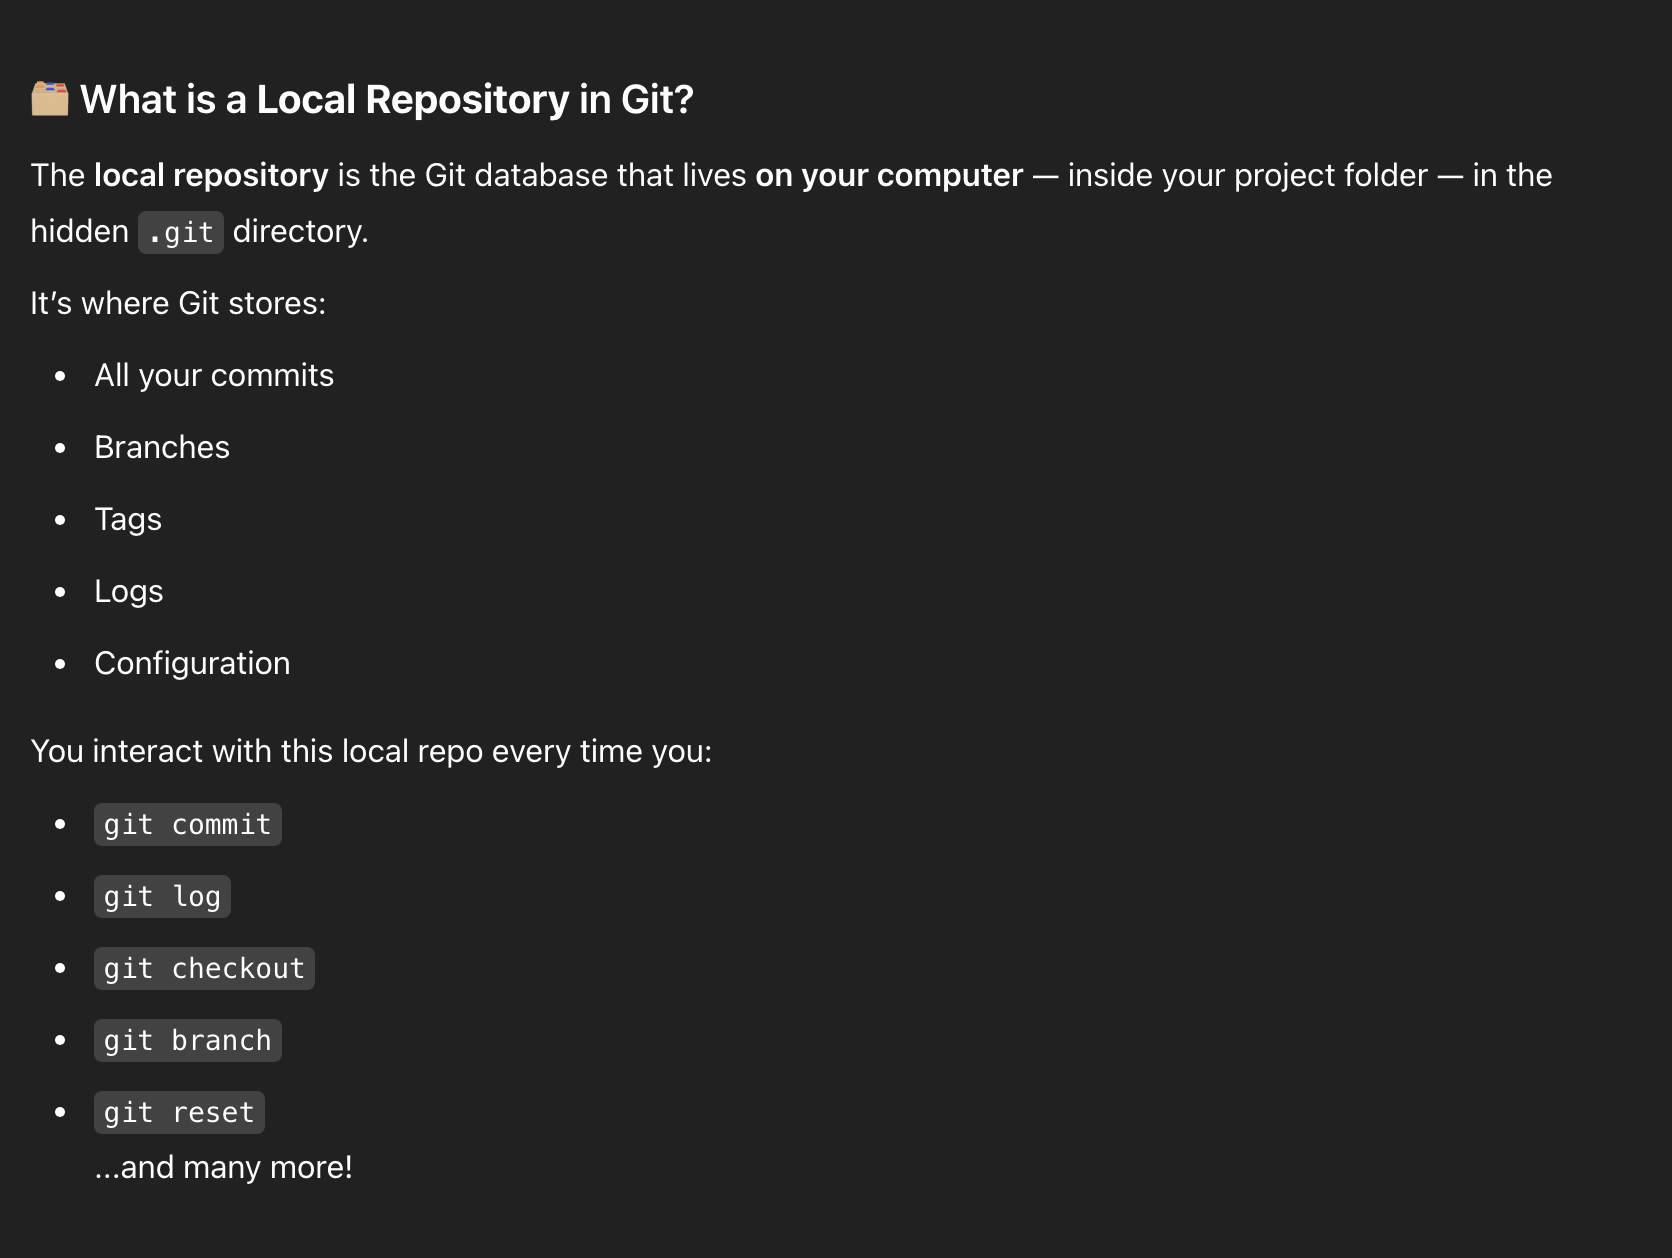 🗂️ What is a Local Repository in Git?
The local repository is the Git database that lives on your computer — inside your project folder — in the
hidden .git directory.
It’s where Git stores:
• All your commits
• Branches
• Tags
• Logs
• Configuration
You interact with this local repo every time you:
• git commit
• git log
• git checkout
• git branch
• git reset
...and many more!